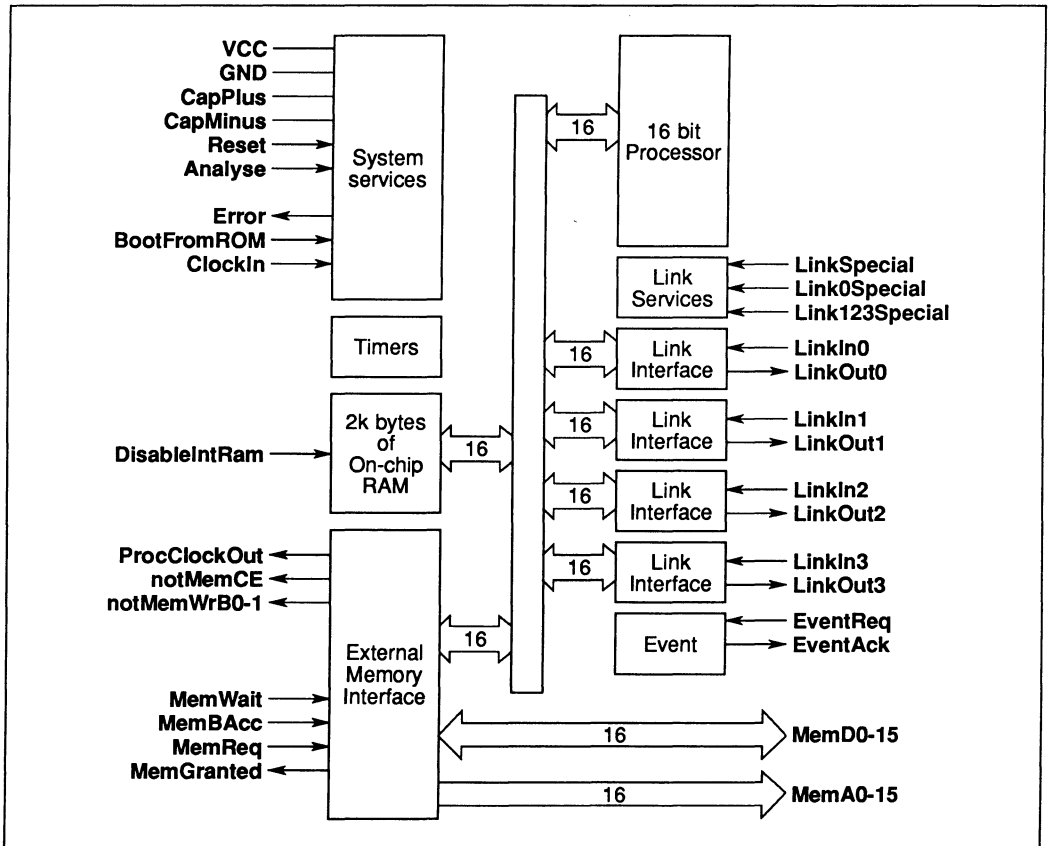 VCC
GND
CapPlus
CapMinus
Reset
Analyse
Error
BootFromROM
ClockIn
System
services
Timers
DisableIntRam
2k bytes
of
On-chip
RAM
16
ProcClockOut
notMemCE
notMemWrB0-1
MemWait
MemBAcc
MemReq
MemGranted
External
Memory
Interface
16
16
16 bit
Processor
Link
Services
LinkSpecial
Link0Special
Link123Special
16
Link
Interface
LinkIn0
LinkOut0
16
Link
Interface
LinkIn1
LinkOut1
16
Link
Interface
LinkIn2
LinkOut2
16
Link
Interface
LinkIn3
LinkOut3
Event
EventReq
EventAck
16
MemD0-15
16
MemA0-15